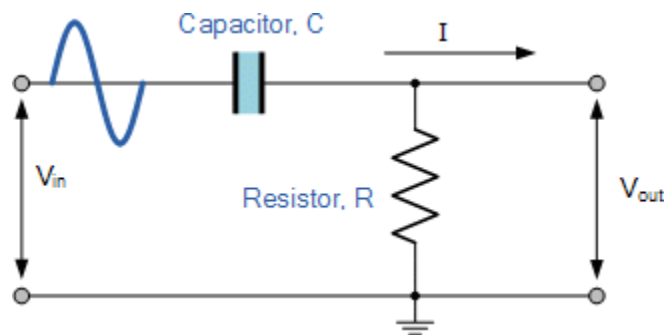 Capacitor, C
I
Vin
Resistor, R
Vout